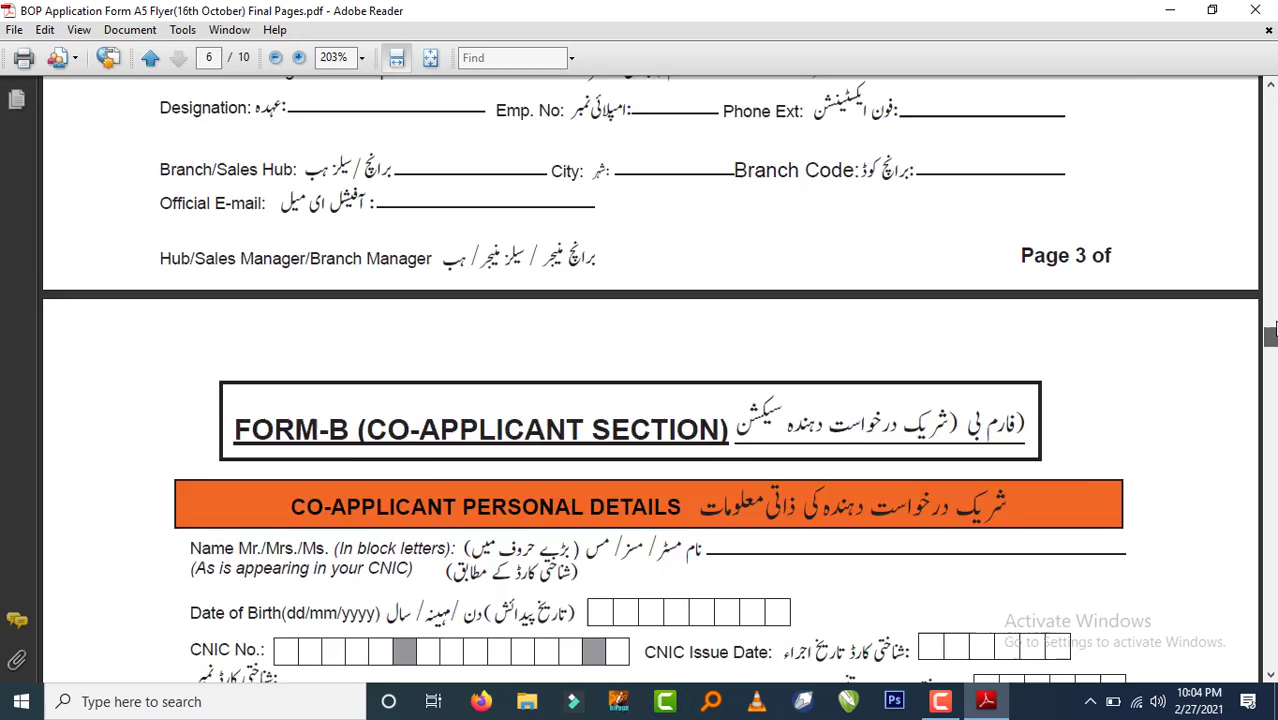 BOP Application Form A5 Flyer(16th October) Final Pages.pdf - Adobe Reader
File Edit View Document Tools Window Help
6 / 10 203% Find
Designation: عہدہ: Emp. No: امپلائی نمبر: Phone Ext: فون ایکسٹینشن:
Branch/Sales Hub: برانچ / سیلز ہب City: شہر: Branch Code: برانچ کوڈ:
Official E-mail: آفیشل ای میل :
Hub/Sales Manager/Branch Manager برانچ منیجر / سیلز منیجر / ہب
Page 3 of
FORM-B (CO-APPLICANT SECTION) (فارم بی (شریک درخواست دہندہ سیکشن
CO-APPLICANT PERSONAL DETAILS شریک درخواست دہندہ کی ذاتی معلومات
Name Mr./Mrs./Ms. (In block letters): نام مسٹر / مسز / مس (بڑے حروف میں)
(As is appearing in your CNIC) (شناختی کارڈ کے مطابق)
Date of Birth(dd/mm/yyyy) تاریخ پیدائش) دن / مہینہ / سال)
CNIC No.: CNIC Issue Date: شناختی کارڈ تاریخ اجراء:
شناختی کارڈ نمبر:
Activate Windows
Go to Settings to activate Windows.
Type here to search
Ps
10:04 PM
2/27/2021